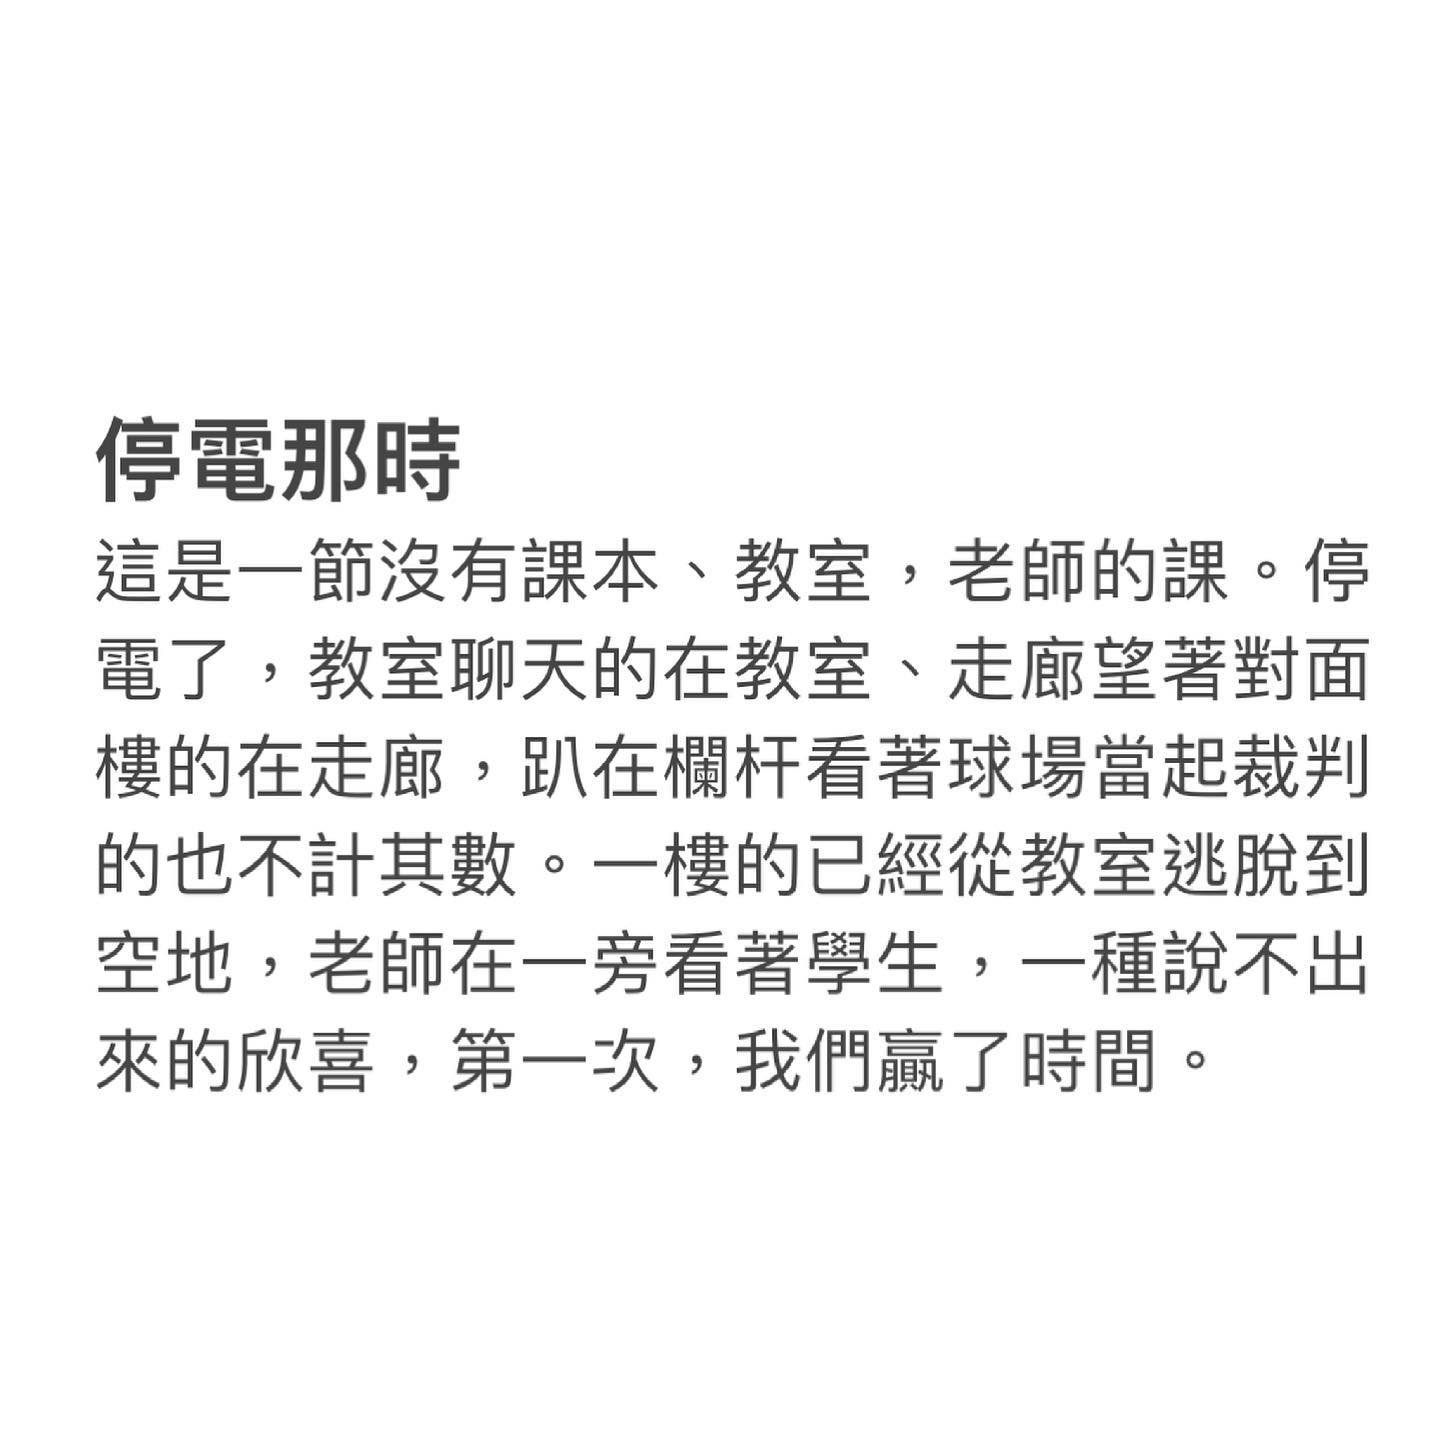 停電那時
這是一節沒有課本、教室，老師的課。停
電了，教室聊天的在教室、走廊望著對面
樓的在走廊，趴在欄杆看著球場當起裁判
的也不計其數。一樓的已經從教室逃脫到
空地，老師在一旁看著學生，一種說不出
來的欣喜，第一次，我們贏了時間。